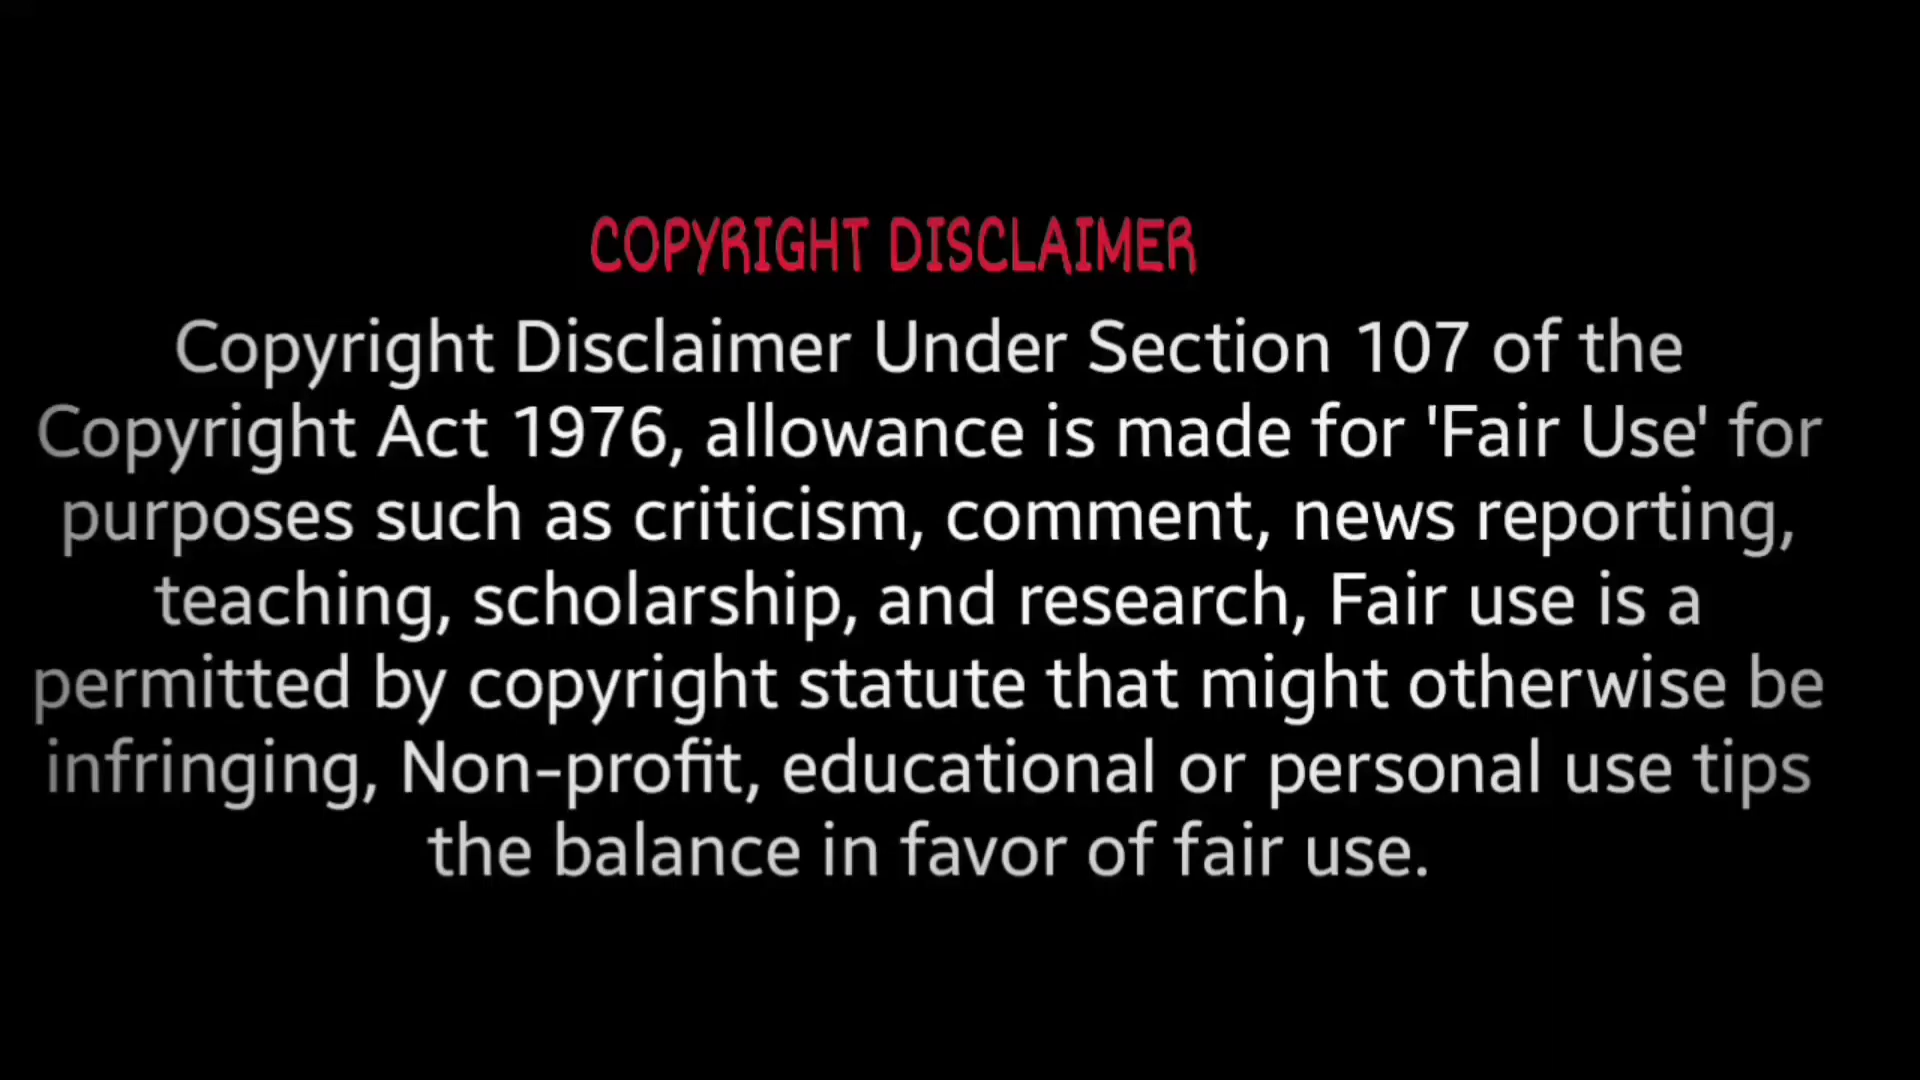 COPYRIGHT DISCLAIMER
Copyright Disclaimer Under Section 107 of the
Copyright Act 1976, allowance is made for 'Fair Use' for
purposes such as criticism, comment, news reporting,
teaching, scholarship, and research, Fair use is a
permitted by copyright statute that might otherwise be
infringing, Non-profit, educational or personal use tips
the balance in favor of fair use.